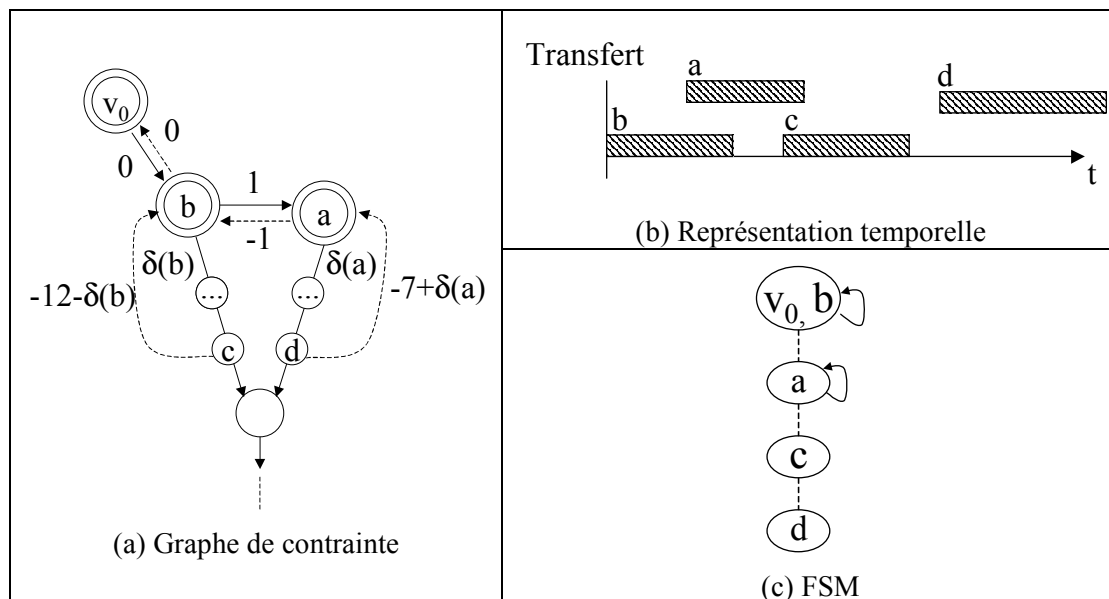 v₀
0
0
b
1
a
-1
δ(b)
δ(a)
-12-δ(b)
-7+δ(a)
...
...
c
d
(a) Graphe de contrainte
Transfert
a
d
b
c
t
(b) Représentation temporelle
v₀, b
a
c
d
(c) FSM